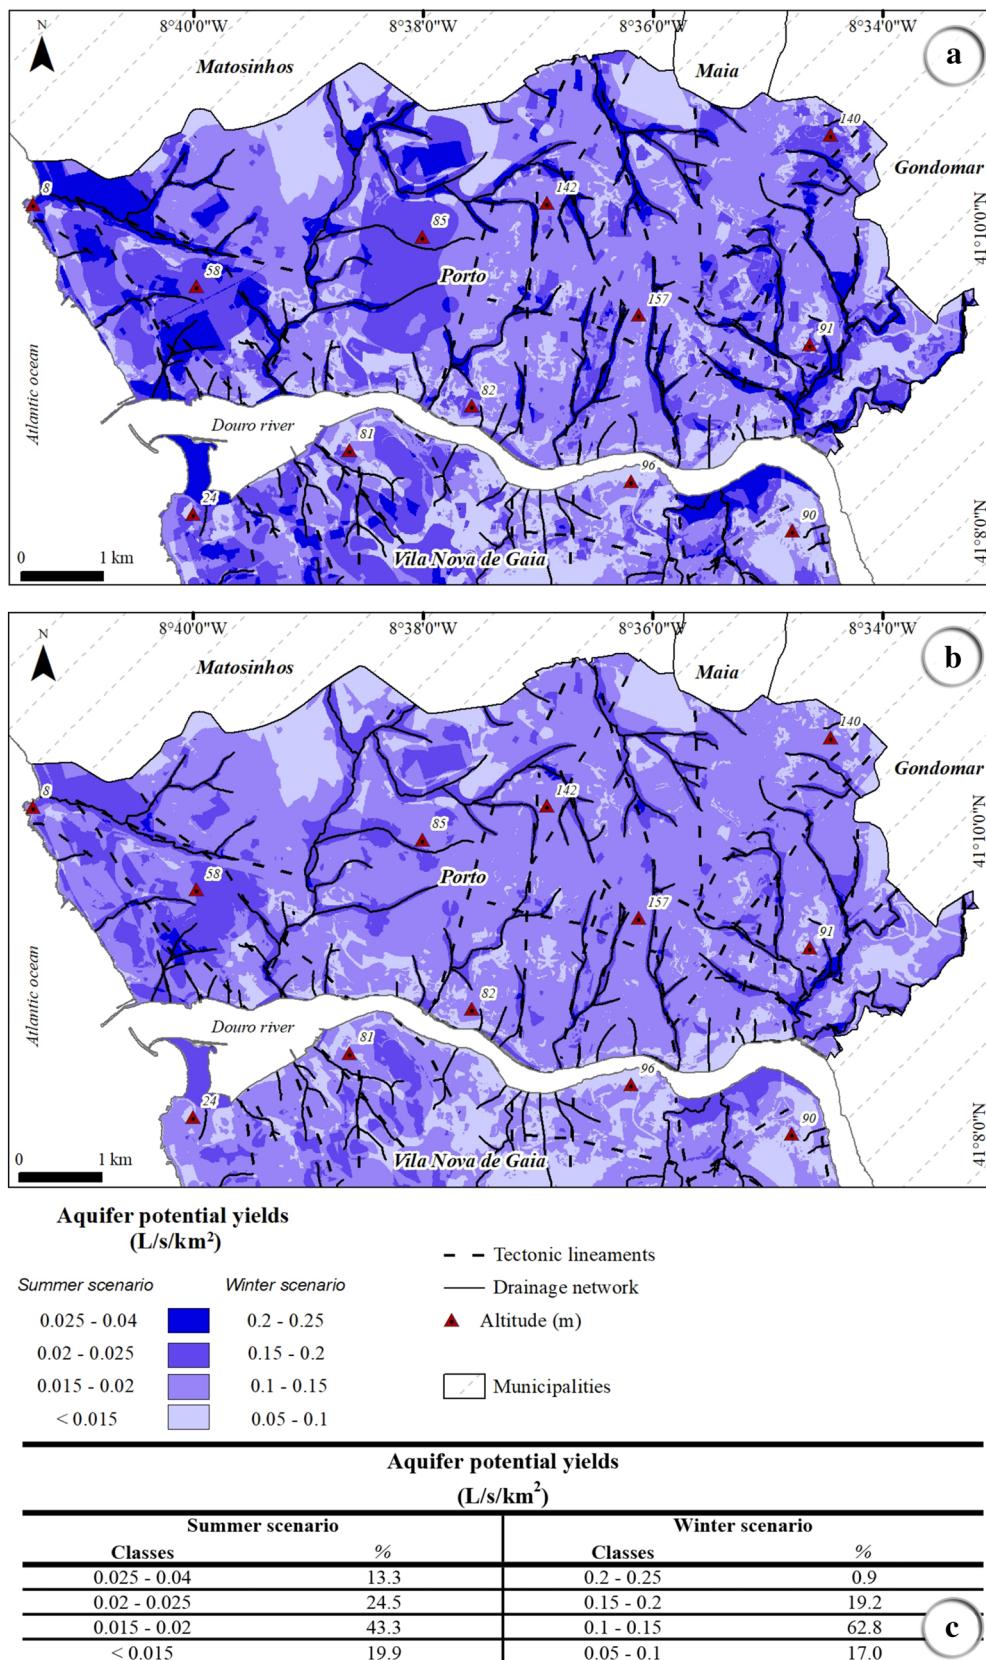 N
8°40'0"W
8°38'0"W
8°36'0"W
8°34'0"W
a
Matosinhos
Maia
140
Gondomar
8
142
41°10'0"N
85
58
Porto
157
91
Atlantic ocean
82
Douro river
81
96
24
90
41°8'0"N
0 1 km
Vila Nova de Gaia
N
8°40'0"W
8°38'0"W
8°36'0"W
8°34'0"W
b
Matosinhos
Maia
140
Gondomar
8
142
41°10'0"N
85
58
Porto
157
91
Atlantic ocean
82
Douro river
81
96
24
90
41°8'0"N
0 1 km
Vila Nova de Gaia
Aquifer potential yields
(L/s/km²)
Summer scenario Winter scenario
0.025 - 0.04 0.2 - 0.25
0.02 - 0.025 0.15 - 0.2
0.015 - 0.02 0.1 - 0.15
< 0.015 0.05 - 0.1
Tectonic lineaments
Drainage network
Altitude (m)
Municipalities
Aquifer potential yields
(L/s/km²)
Summer scenario Winter scenario
Classes % Classes %
0.025 - 0.04 13.3 0.2 - 0.25 0.9
0.02 - 0.025 24.5 0.15 - 0.2 19.2
0.015 - 0.02 43.3 0.1 - 0.15 62.8
< 0.015 19.9 0.05 - 0.1 17.0
c